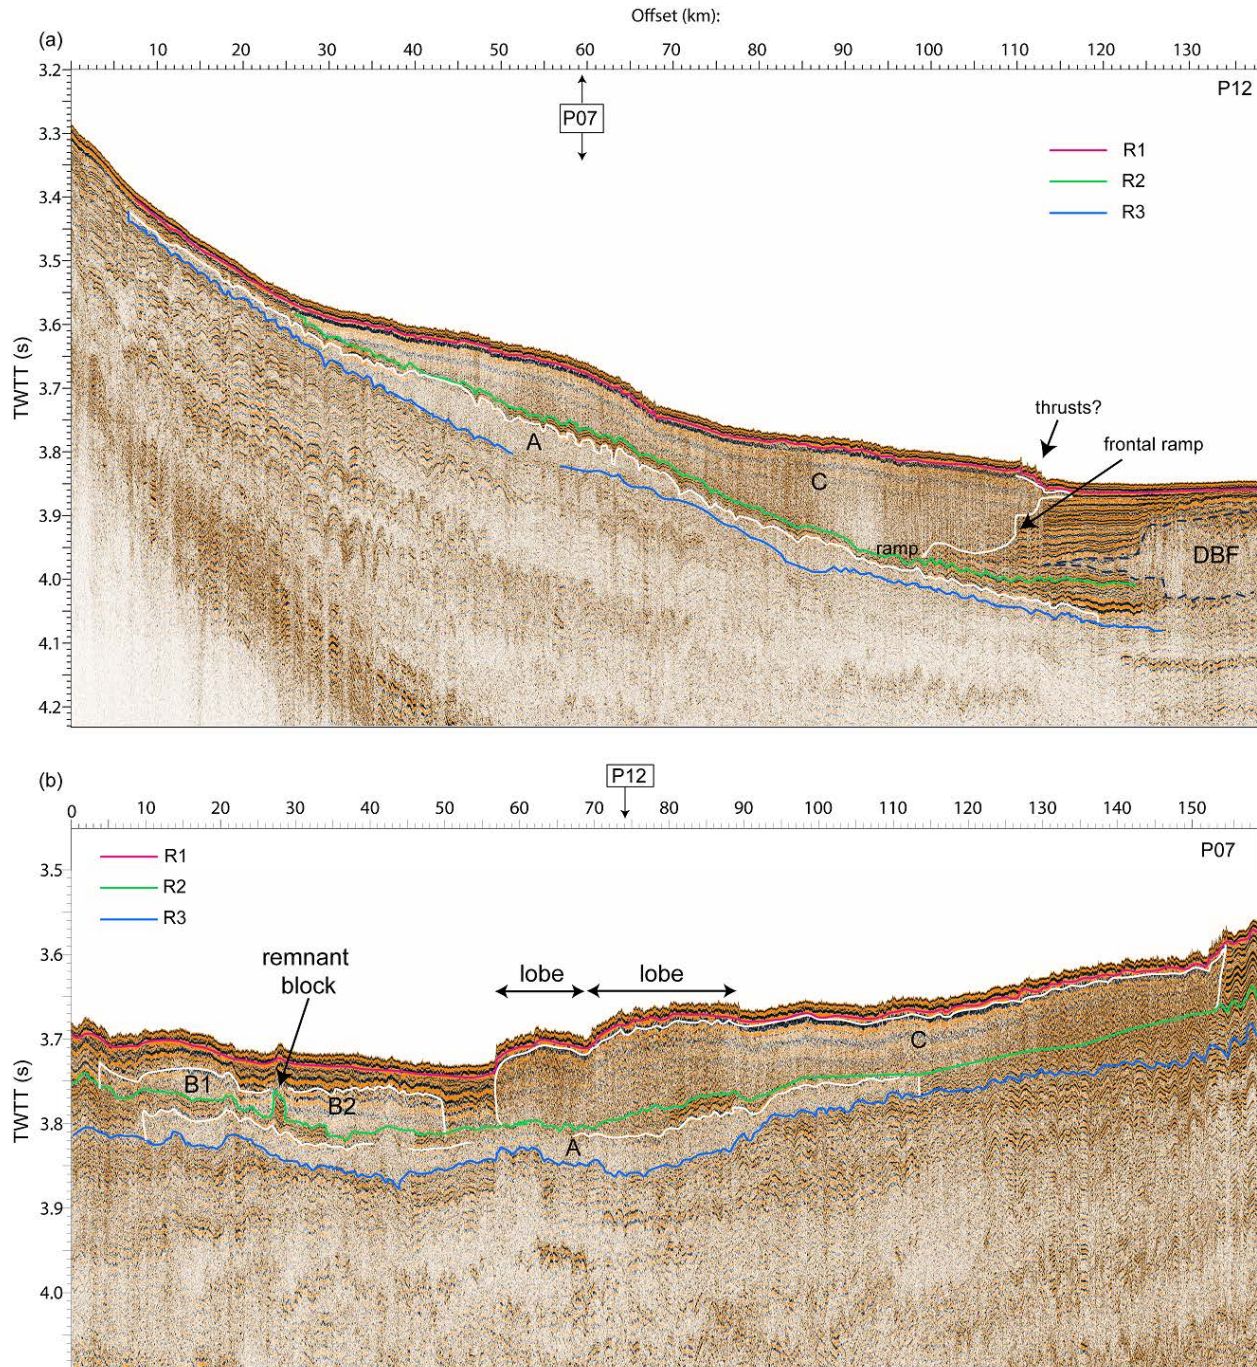 Offset (km):
(a)
10 20 30 40 50 60 70 80 90 100 110 120 130
3.2
P12
P07
3.3
R1
R2
3.4
R3
3.5
3.6
TWTT (s)
3.7
thrusts?
A
frontal ramp
3.8
C
3.9
ramp
DBF
4.0
4.1
4.2
(b)
P12
0 10 20 30 40 50 60 70 80 90 100 110 120 130 140 150
R1
P07
3.5
R2
R3
3.6
remnant
block
lobe
lobe
3.7
C
B1
B2
TWTT (s)
3.8
A
3.9
4.0